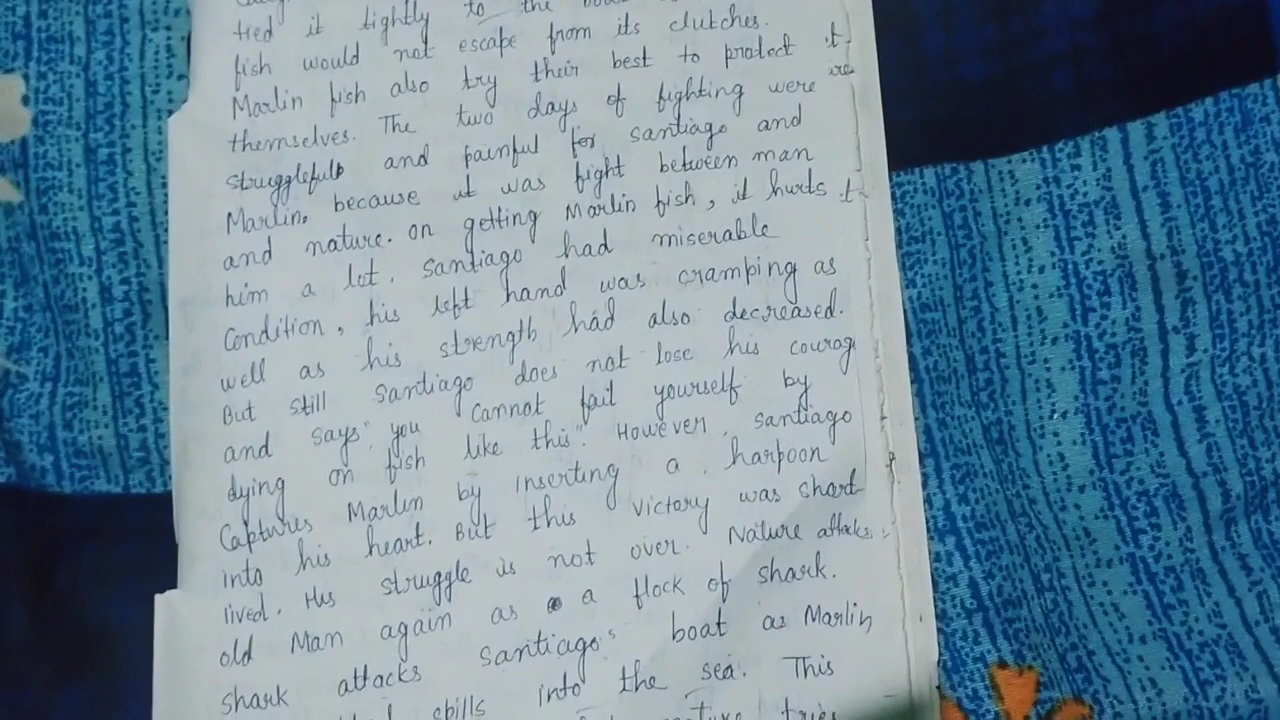 tied it tightly to the
fish would not escape from its clutches.
Marlin fish also try their best to protect
themselves. The two days of fighting were
strugglefull and painful for santiago and
Marlin, because it was fight between man
and nature. on getting Marlin fish, it hurts
him a lot. Santiago had miserable
Condition, his left hand was cramping as
well as his strength had also decreased.
But still Santiago does not lose his courag
and says" you cannot fail yourself by
dying on fish like this". However, santiago
Captures Marlin by inserting a harpoon
into his heart. But this victory was short
lived. His struggle is not over. Nature attacks
old Man again as a flock of shark.
shark attacks Santiago's boat as Marlin
spills into the sea. This
tries